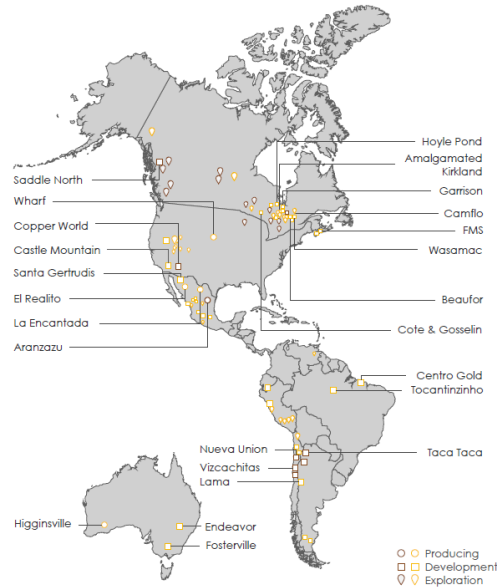 Hoyle Pond
Amalgamated
Kirkland
Garrison
Camflo
FMS
Wasamac
Beaufor
Cote & Gosselin
Saddle North
Wharf
Copper World
Castle Mountain
Santa Gertrudis
El Realito
La Encantada
Aranzazu
Centro Gold
Tocantinzinho
Nueva Union
Taca Taca
Vizcachitas
Lama
Higginsville
Endeavor
Fosterville
Producing
Development
Exploration